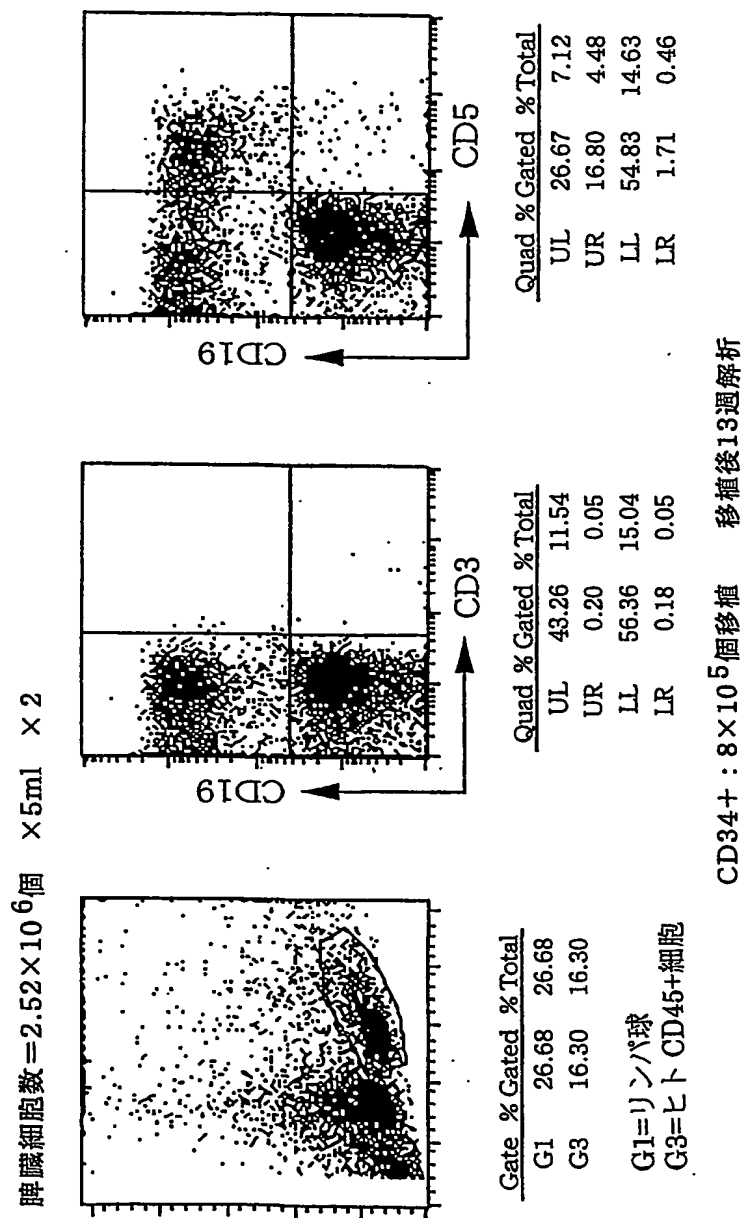 脾臓細胞数=2.52×10⁶個 ×5ml ×2
Gate % Gated % Total
G1 26.68 26.68
G3 16.30 16.30
G1=リンパ球
G3=ヒト CD45+細胞
CD19
CD3
Quad % Gated % Total
UL 43.26 11.54
UR 0.20 0.05
LL 56.36 15.04
LR 0.18 0.05
CD19
CD5
Quad % Gated % Total
UL 26.67 7.12
UR 16.80 4.48
LL 54.83 14.63
LR 1.71 0.46
CD34+:8×10⁵個移植 移植後13週解析